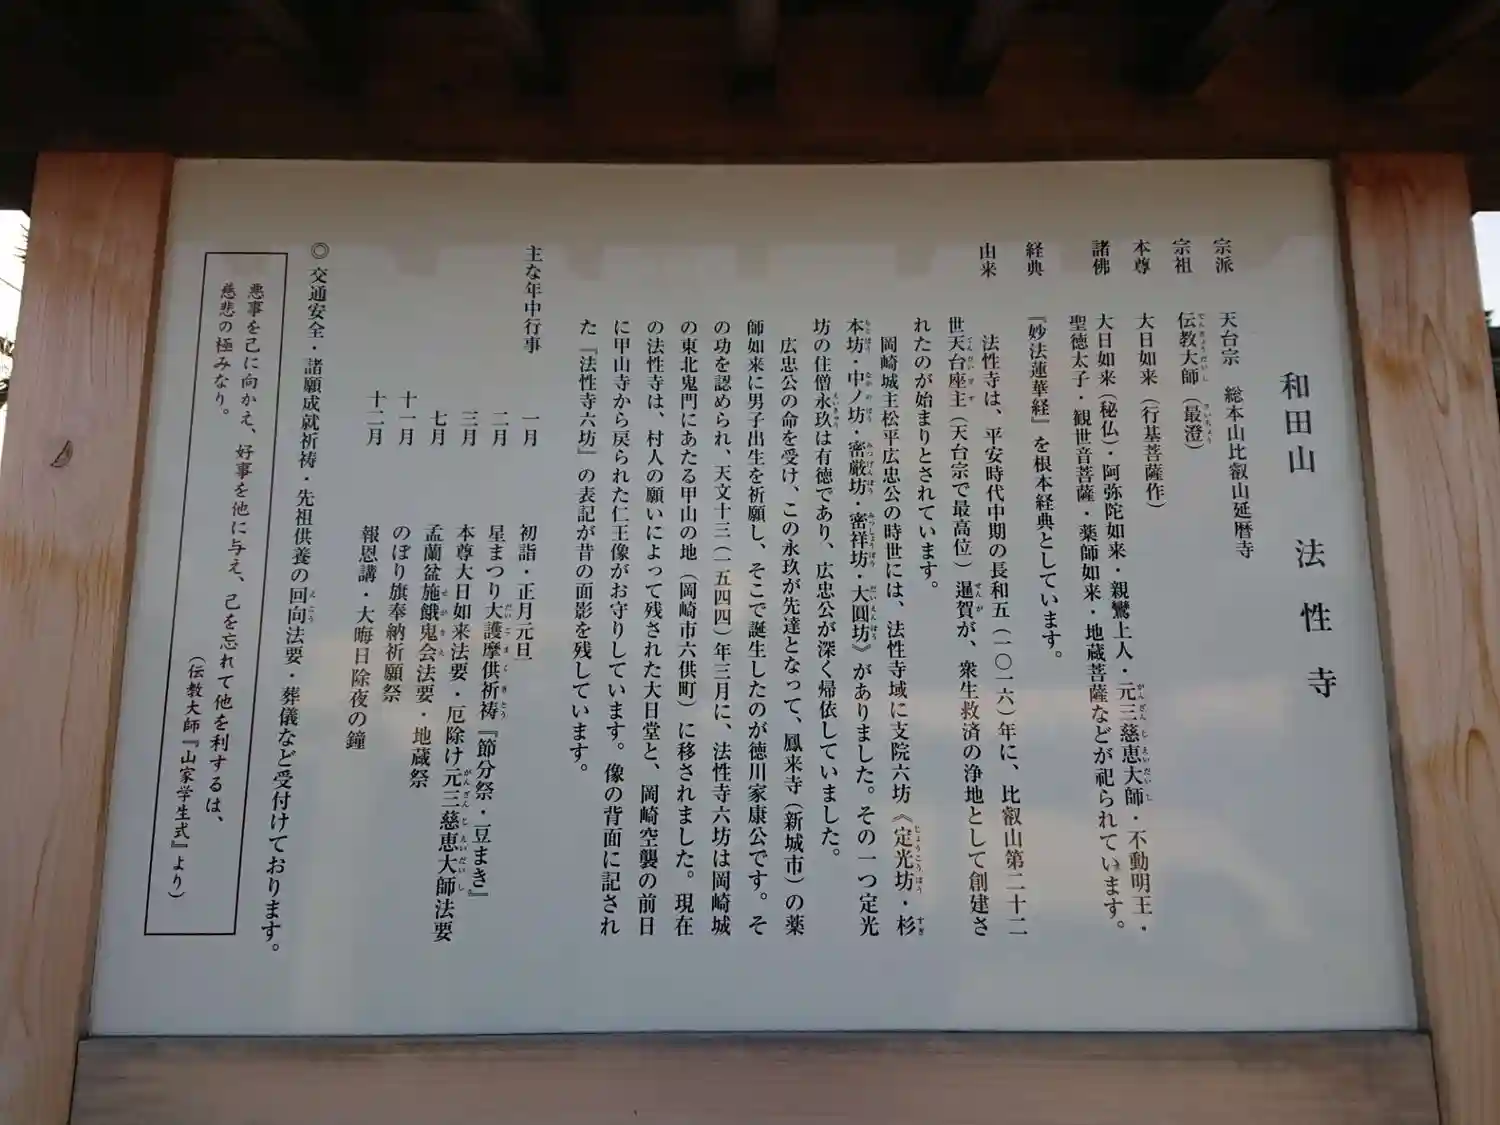 和田山 法性寺
宗派 天台宗 総本山比叡山延暦寺
宗祖 伝教大師（最澄）
本尊 大日如来（行基菩薩作）
諸佛 大日如来（秘仏）・阿弥陀如来・親鸞上人・元三慈恵大師・不動明王・
聖徳太子・観世音菩薩・薬師如来・地蔵菩薩などが祀られています。
経典 『妙法蓮華経』を根本経典としています。
由来 法性寺は、平安時代中期の長和五（一〇一六）年に、比叡山第二十二
世天台座主（天台宗で最高位）暹賀が、衆生救済の浄地として創建さ
れたのが始まりとされています。
岡崎城主松平広忠公の時世には、法性寺域に支院六坊《定光坊・杉
本坊・中ノ坊・密厳坊・密祥坊・大圓坊》がありました。その一つ定光
坊の住僧永玖は有徳であり、広忠公が深く帰依していました。
広忠公の命を受け、この永玖が先達となって、鳳来寺（新城市）の薬
師如来に男子出生を祈願し、そこで誕生したのが徳川家康公です。そ
の功を認められ、天文十三（一五四四）年三月に、法性寺六坊は岡崎城
の東北鬼門にあたる甲山の地（岡崎市六供町）に移されました。現在
の法性寺は、村人の願いによって残された大日堂と、岡崎空襲の前日
に甲山寺から戻られた仁王像がお守りしています。像の背面に記され
た『法性寺六坊』の表記が昔の面影を残しています。
主な年中行事
一月 初詣・正月元旦
二月 星まつり大護摩供祈祷『節分祭・豆まき』
三月 本尊大日如来法要・厄除け元三慈恵大師法要
七月 盂蘭盆施餓鬼会法要・地蔵祭
十一月 のぼり旗奉納祈願祭
十二月 報恩講・大晦日除夜の鐘
◎ 交通安全・諸願成就祈祷・先祖供養の回向法要・葬儀など受付けております。
悪事を己に向かえ、好事を他に与え、己を忘れて他を利するは、
慈悲の極みなり。
（伝教大師『山家学生式』より）